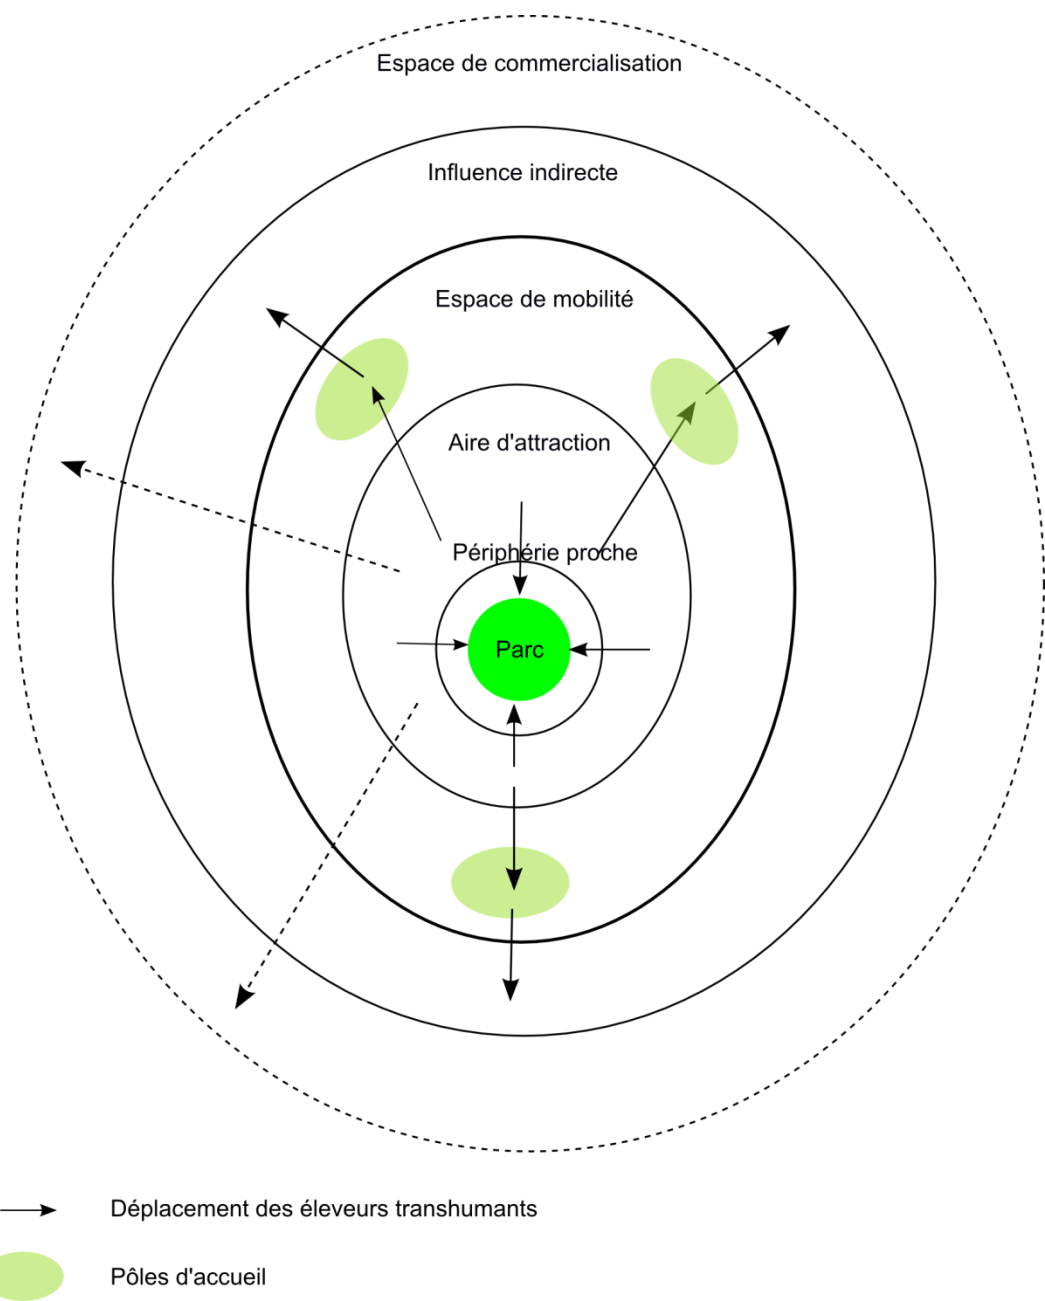 Espace de commercialisation
Influence indirecte
Espace de mobilité
Aire d'attraction
Périphérie proche
Parc
Déplacement des éleveurs transhumants
Pôles d'accueil